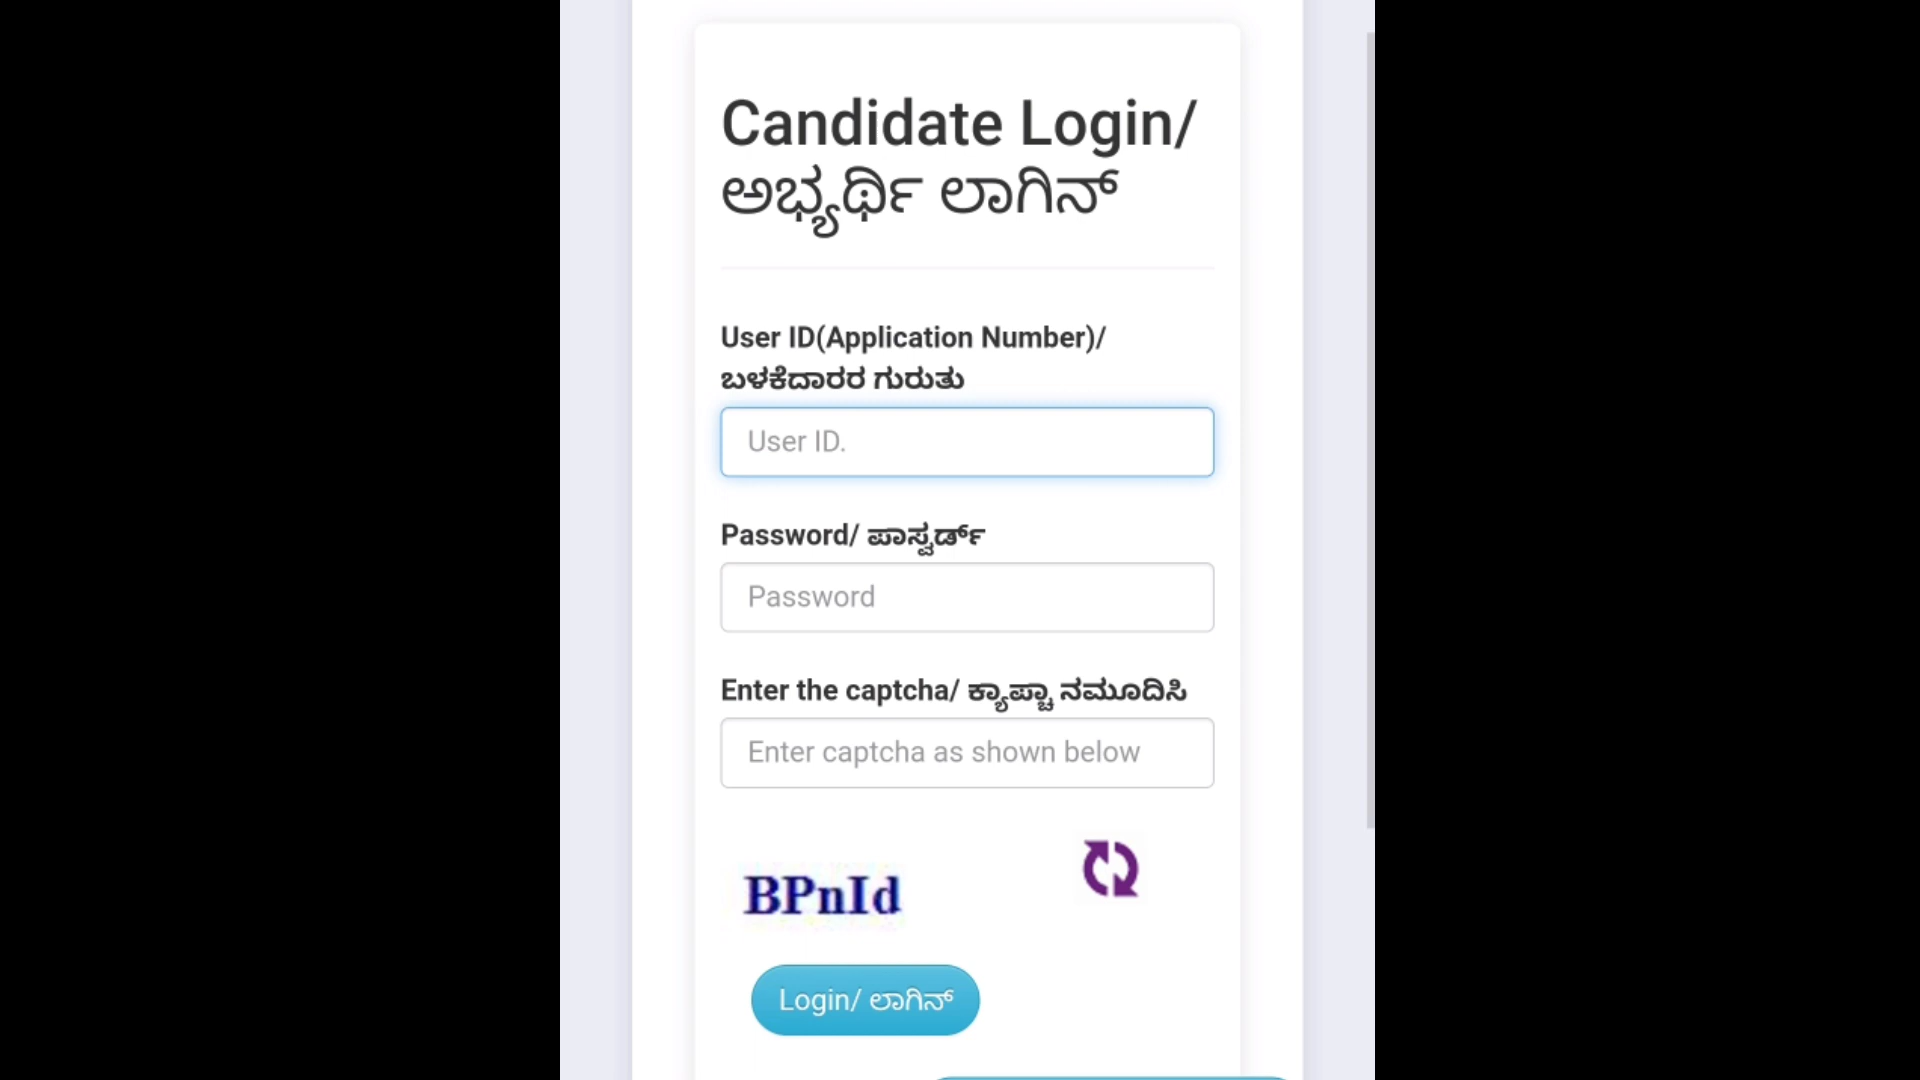 Candidate Login/
ಅಭ್ಯರ್ಥಿ ಲಾಗಿನ್
User ID(Application Number)/
ಬಳಕೆದಾರರ ಗುರುತು
User ID.
Password/ ಪಾಸ್ವರ್ಡ್
Password
Enter the captcha/ ಕ್ಯಾಪ್ಚಾ ನಮೂದಿಸಿ
Enter captcha as shown below
BPnId
Login/ ಲಾಗಿನ್